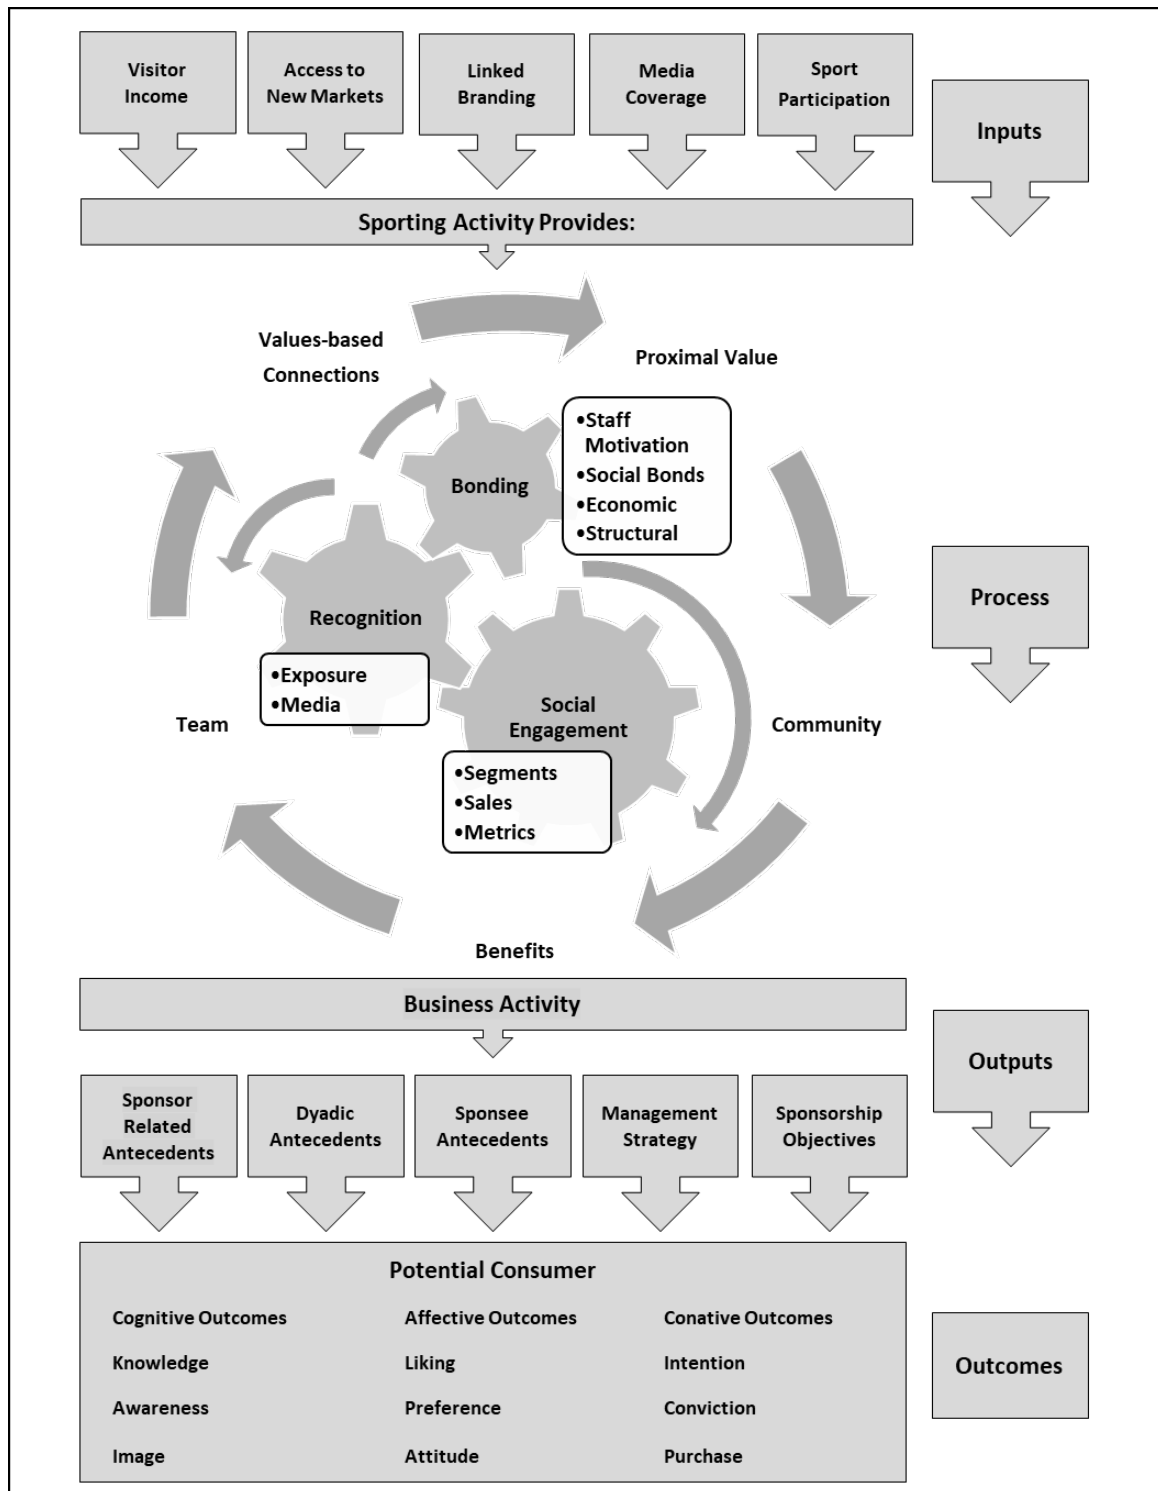 Visitor
Income
Access to
New Markets
Linked
Branding
Media
Coverage
Sport
Participation
Inputs
Sporting Activity Provides:
Values-based
Connections
Proximal Value
Bonding
•Staff
Motivation
•Social Bonds
•Economic
•Structural
Process
Recognition
•Exposure
•Media
Team
Social
Engagement
•Segments
•Sales
•Metrics
Community
Benefits
Business Activity
Outputs
Sponsor
Related
Antecedents
Dyadic
Antecedents
Sponsee
Antecedents
Management
Strategy
Sponsorship
Objectives
Potential Consumer
Cognitive Outcomes
Affective Outcomes
Conative Outcomes
Knowledge
Liking
Intention
Awareness
Preference
Conviction
Image
Attitude
Purchase
Outcomes